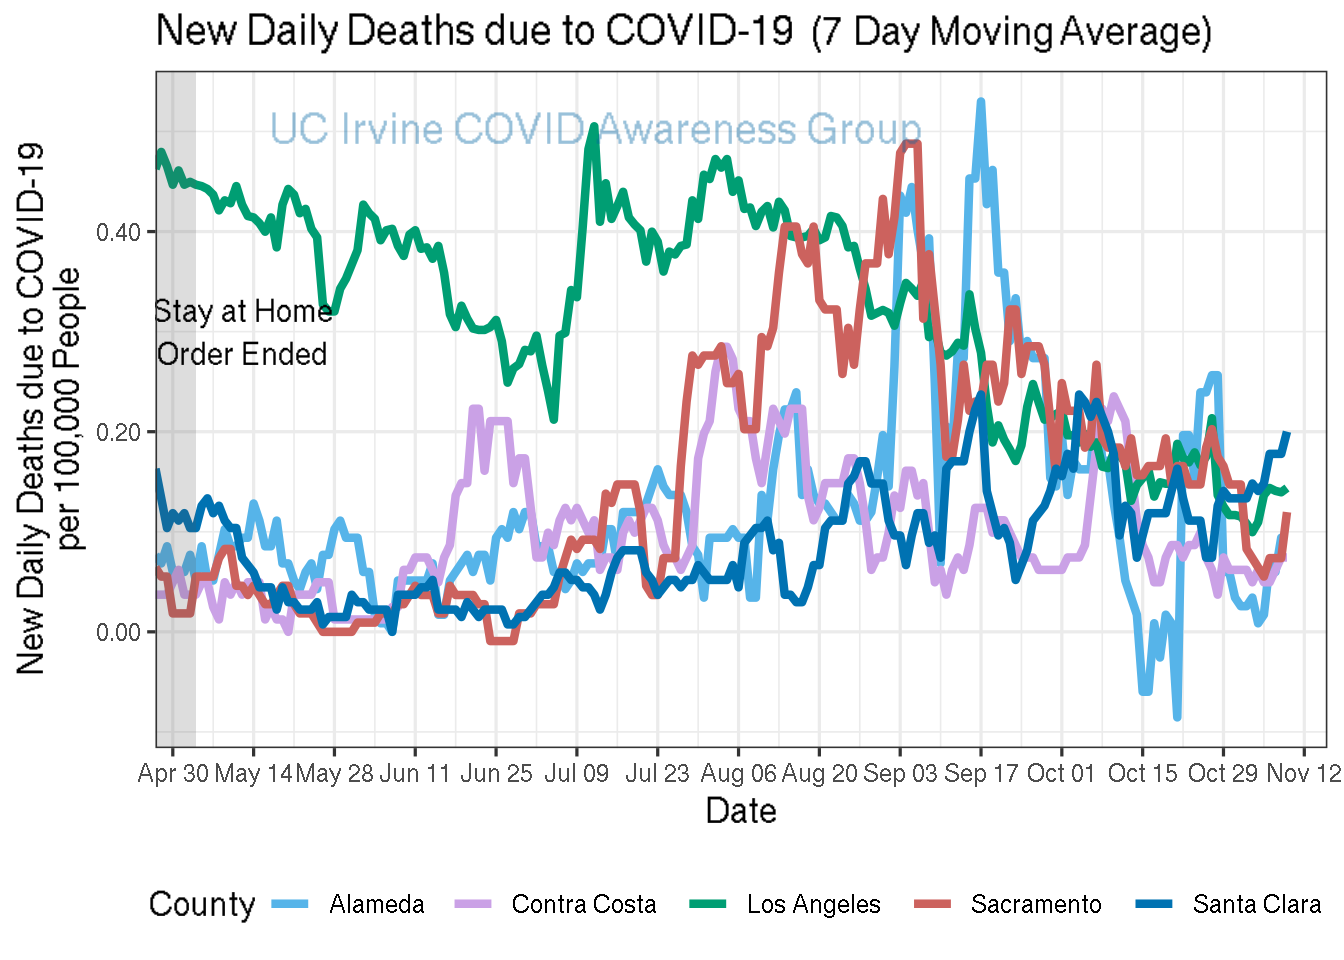 New Daily Deaths due to COVID-19 (7 Day Moving Average)
UC Irvine COVID Awareness Group
New Daily Deaths due to COVID-19
per 100,000 People
0.40
0.20
0.00
Stay at Home
Order Ended
Apr 30 May 14 May 28 Jun 11 Jun 25 Jul 09 Jul 23 Aug 06 Aug 20 Sep 03 Sep 17 Oct 01 Oct 15 Oct 29 Nov 12
Date
County Alameda Contra Costa Los Angeles Sacramento Santa Clara